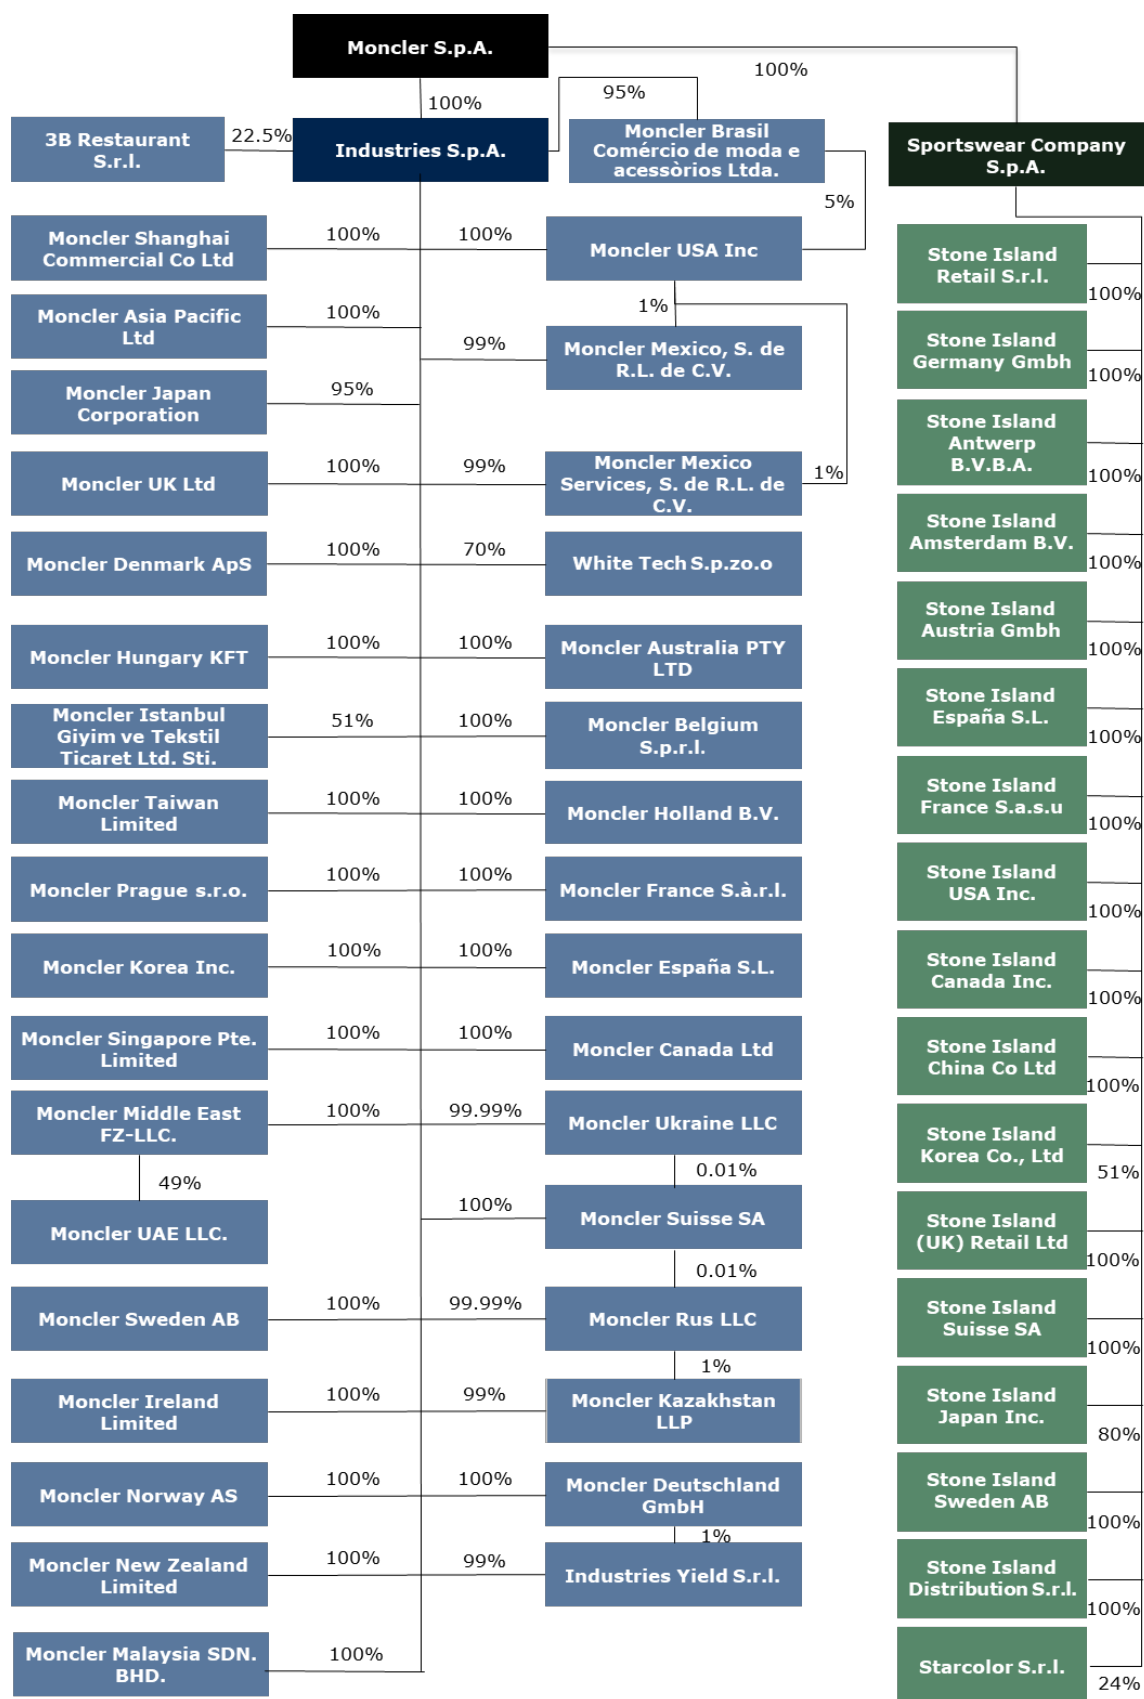 Moncler S.p.A.
100%
100%
95%
3B Restaurant
S.r.l.
22.5%
Industries S.p.A.
Moncler Brasil
Comércio de moda e
acessòrios Ltda.
Sportswear Company
S.p.A.
5%
Moncler Shanghai
Commercial Co Ltd
100%
100%
Moncler USA Inc
Stone Island
Retail S.r.l.
100%
Moncler Asia Pacific
Ltd
100%
1%
99%
Moncler Mexico, S. de
R.L. de C.V.
Stone Island
Germany Gmbh
100%
Moncler Japan
Corporation
95%
Stone Island
Antwerp
B.V.B.A.
100%
Moncler UK Ltd
100%
99%
Moncler Mexico
Services, S. de R.L. de
C.V.
1%
Stone Island
Amsterdam B.V.
100%
Moncler Denmark ApS
100%
70%
White Tech S.p.zo.o
Stone Island
Austria Gmbh
100%
Moncler Hungary KFT
100%
100%
Moncler Australia PTY
LTD
Stone Island
España S.L.
100%
Moncler Istanbul
Giyim ve Tekstil
Ticaret Ltd. Sti.
51%
100%
Moncler Belgium
S.p.r.l.
Stone Island
France S.a.s.u
100%
Moncler Taiwan
Limited
100%
100%
Moncler Holland B.V.
Stone Island
USA Inc.
100%
Moncler Prague s.r.o.
100%
100%
Moncler France S.à.r.l.
Stone Island
Canada Inc.
100%
Moncler Korea Inc.
100%
100%
Moncler España S.L.
Stone Island
China Co Ltd
100%
Moncler Singapore Pte.
Limited
100%
100%
Moncler Canada Ltd
Stone Island
Korea Co., Ltd
51%
Moncler Middle East
FZ-LLC.
100%
99.99%
Moncler Ukraine LLC
49%
0.01%
Stone Island
(UK) Retail Ltd
100%
Moncler UAE LLC.
100%
Moncler Suisse SA
0.01%
Stone Island
Suisse SA
100%
Moncler Sweden AB
100%
99.99%
Moncler Rus LLC
1%
Stone Island
Japan Inc.
80%
Moncler Ireland
Limited
100%
99%
Moncler Kazakhstan
LLP
Stone Island
Sweden AB
100%
Moncler Norway AS
100%
100%
Moncler Deutschland
GmbH
1%
Stone Island
Distribution S.r.l.
100%
Moncler New Zealand
Limited
100%
99%
Industries Yield S.r.l.
Moncler Malaysia SDN.
BHD.
100%
Starcolor S.r.l.
24%